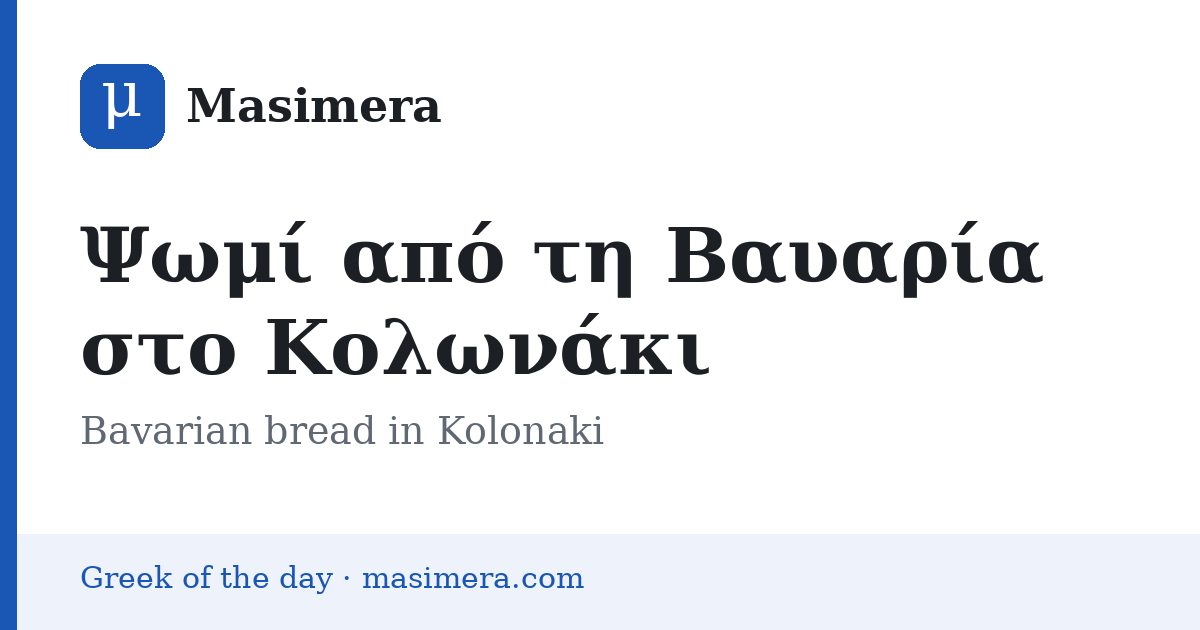 μ Masimera
Ψωμί από τη Βαυαρία
στο Κολωνάκι
Bavarian bread in Kolonaki
Greek of the day · masimera.com